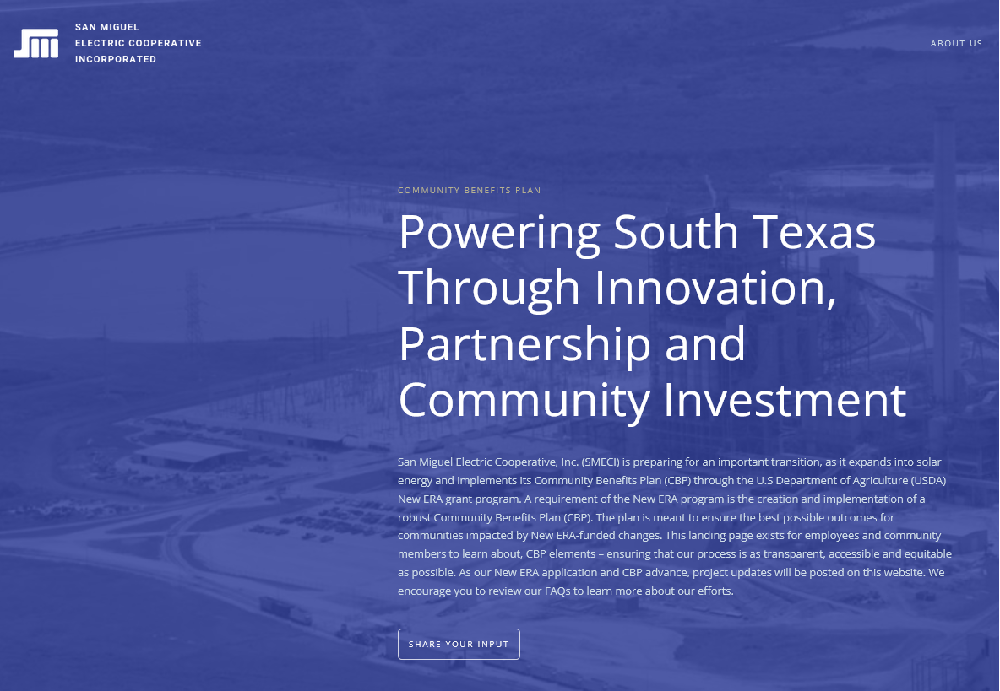 SAN MIGUEL
ELECTRIC COOPERATIVE
INCORPORATED
ABOUT US
COMMUNITY BENEFITS PLAN
Powering South Texas
Through Innovation,
Partnership and
Community Investment
San Miguel Electric Cooperative, Inc. (SMECI) is preparing for an important transition, as it expands into solar
energy and implements its Community Benefits Plan (CBP) through the U.S Department of Agriculture (USDA)
New ERA grant program. A requirement of the New ERA program is the creation and implementation of a
robust Community Benefits Plan (CBP). The plan is meant to ensure the best possible outcomes for
communities impacted by New ERA-funded changes. This landing page exists for employees and community
members to learn about, CBP elements – ensuring that our process is as transparent, accessible and equitable
as possible. As our New ERA application and CBP advance, project updates will be posted on this website. We
encourage you to review our FAQs to learn more about our efforts.
SHARE YOUR INPUT